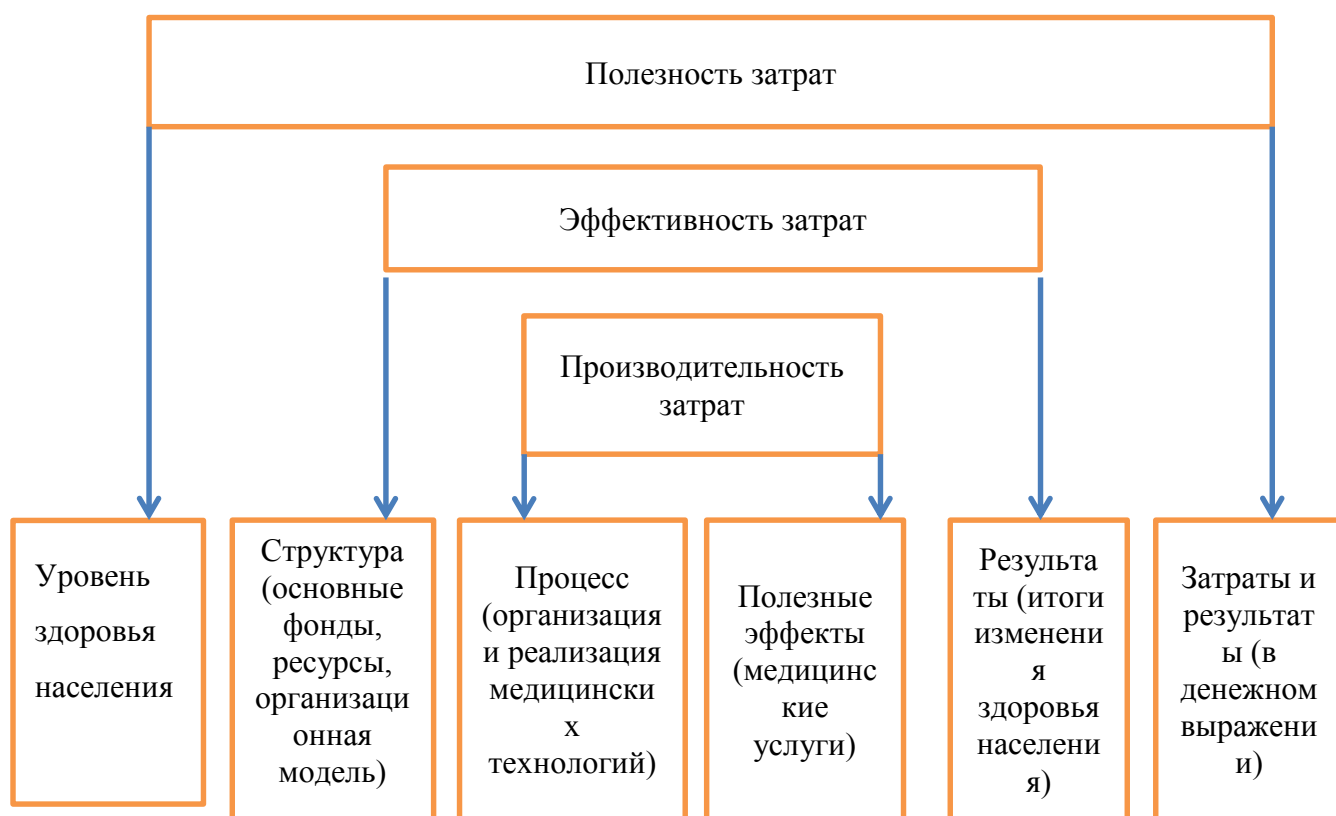 Полезность затрат
Эффективность затрат
Производительность
затрат
Уровень
здоровья
населения
Структура
(основные
фонды,
ресурсы,
организаци
онная
модель)
Процесс
(организация
и реализация
медицински
х
технологий)
Полезные
эффекты
(медицинс
кие
услуги)
Результа
ты (итоги
изменени
я
здоровья
населени
я)
Затраты и
результат
ы (в
денежном
выражени
и)